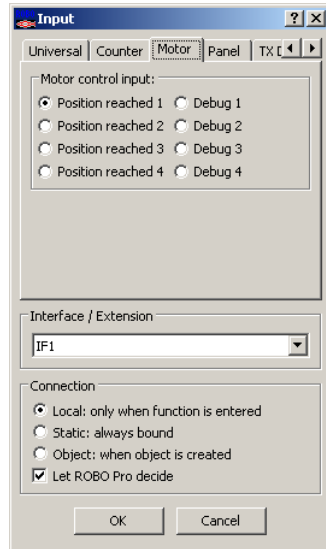 Input
Universal Counter Motor Panel TX D
Motor control input:
Position reached 1 Debug 1
Position reached 2 Debug 2
Position reached 3 Debug 3
Position reached 4 Debug 4
Interface / Extension
IF1
Connection
Local: only when function is entered
Static: always bound
Object: when object is created
Let ROBO Pro decide
OK Cancel